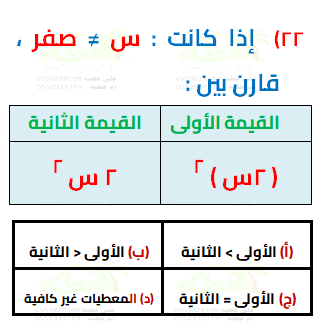 ٢٢) إذا كانت : س ≠ صفر ،
قارن بين :
القيمة الأولى القيمة الثانية
(٢س)٢ ٢ س٢
(أ) الأولى > الثانية (ب) الأولى < الثانية
(ج) الأولى = الثانية (د) المعطيات غير كافية